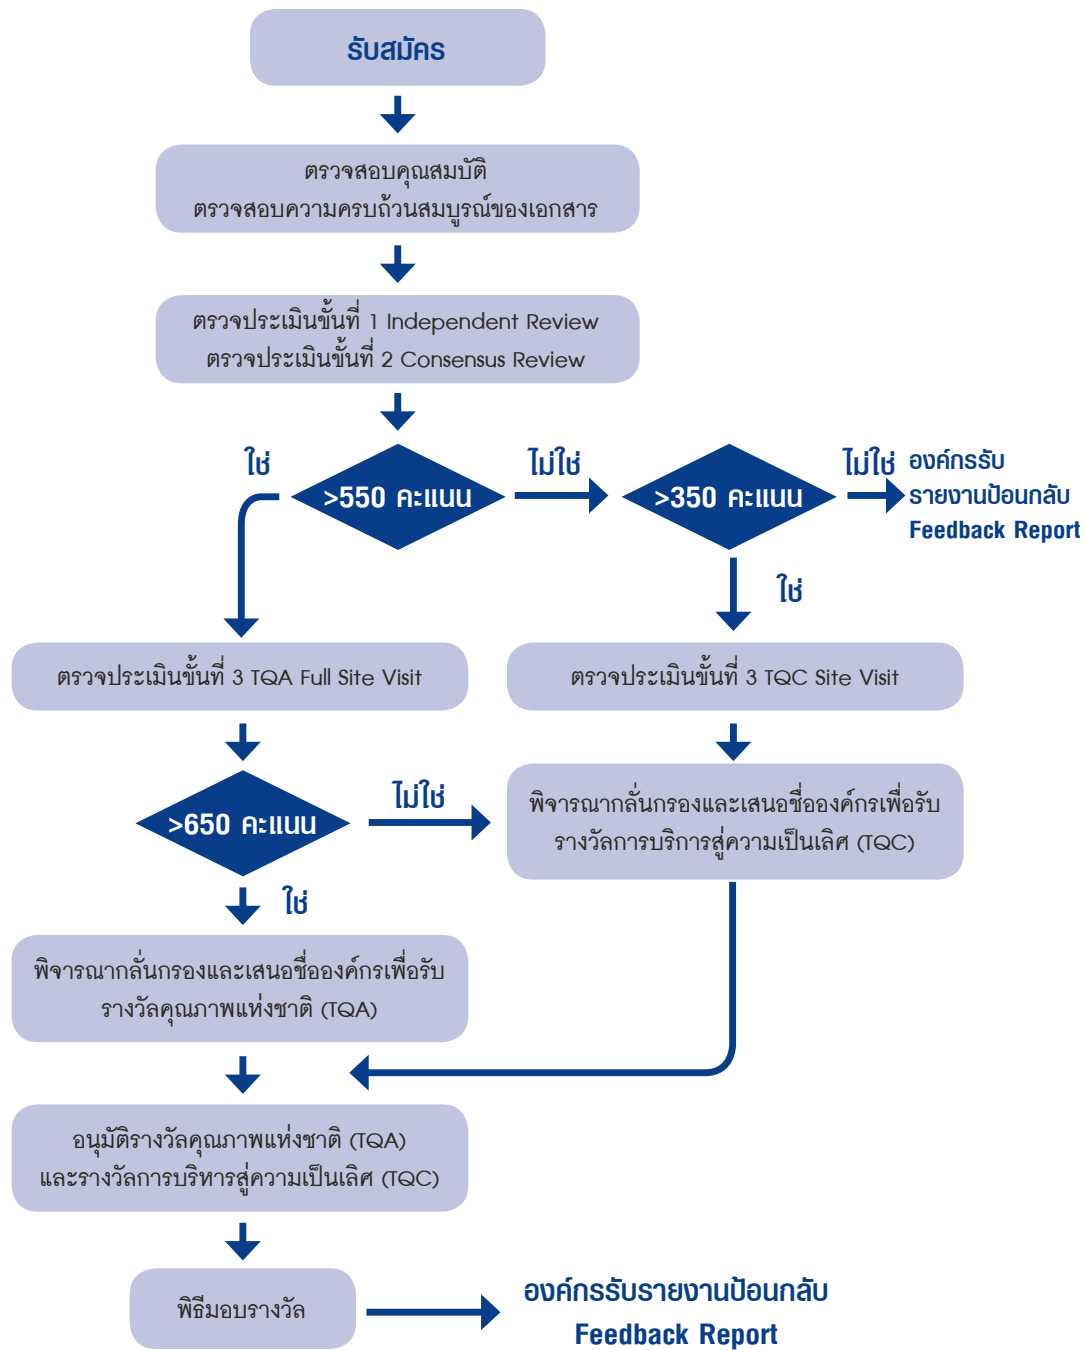 รับสมัคร
ตรวจสอบคุณสมบัติ
ตรวจสอบความครบถ้วนสมบูรณ์ของเอกสาร
ตรวจประเมินขั้นที่ 1 Independent Review
ตรวจประเมินขั้นที่ 2 Consensus Review
ใช่
>550 คะแนน
ไม่ใช่
>350 คะแนน
ไม่ใช่
องค์กรรับ
รายงานป้อนกลับ
Feedback Report
ใช่
ตรวจประเมินขั้นที่ 3 TQA Full Site Visit
ตรวจประเมินขั้นที่ 3 TQC Site Visit
>650 คะแนน
ไม่ใช่
พิจารณากลั่นกรองและเสนอชื่อองค์กรเพื่อรับ
รางวัลการบริการสู่ความเป็นเลิศ (TQC)
ใช่
พิจารณากลั่นกรองและเสนอชื่อองค์กรเพื่อรับ
รางวัลคุณภาพแห่งชาติ (TQA)
อนุมัติรางวัลคุณภาพแห่งชาติ (TQA)
และรางวัลการบริหารสู่ความเป็นเลิศ (TQC)
พิธีมอบรางวัล
องค์กรรับรายงานป้อนกลับ
Feedback Report